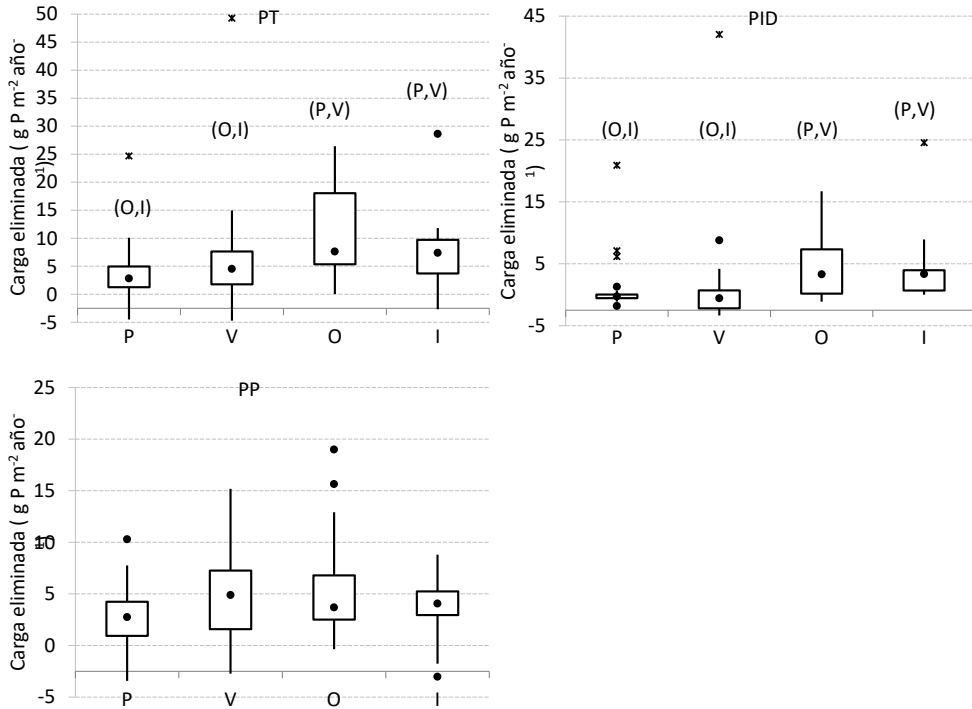 PT
Carga eliminada ( g P m⁻² año⁻
¹)
50
45
40
35
30
25
20
15
10
5
0
-5
(O,I)
(O,I)
(P,V)
(P,V)
P V O I
PID
Carga eliminada ( g P m⁻² año⁻
¹)
45
35
25
15
5
-5
(O,I)
(O,I)
(P,V)
(P,V)
P V O I
PP
Carga eliminada ( g P m⁻² año⁻
¹)
25
20
15
10
5
0
-5
P V O I